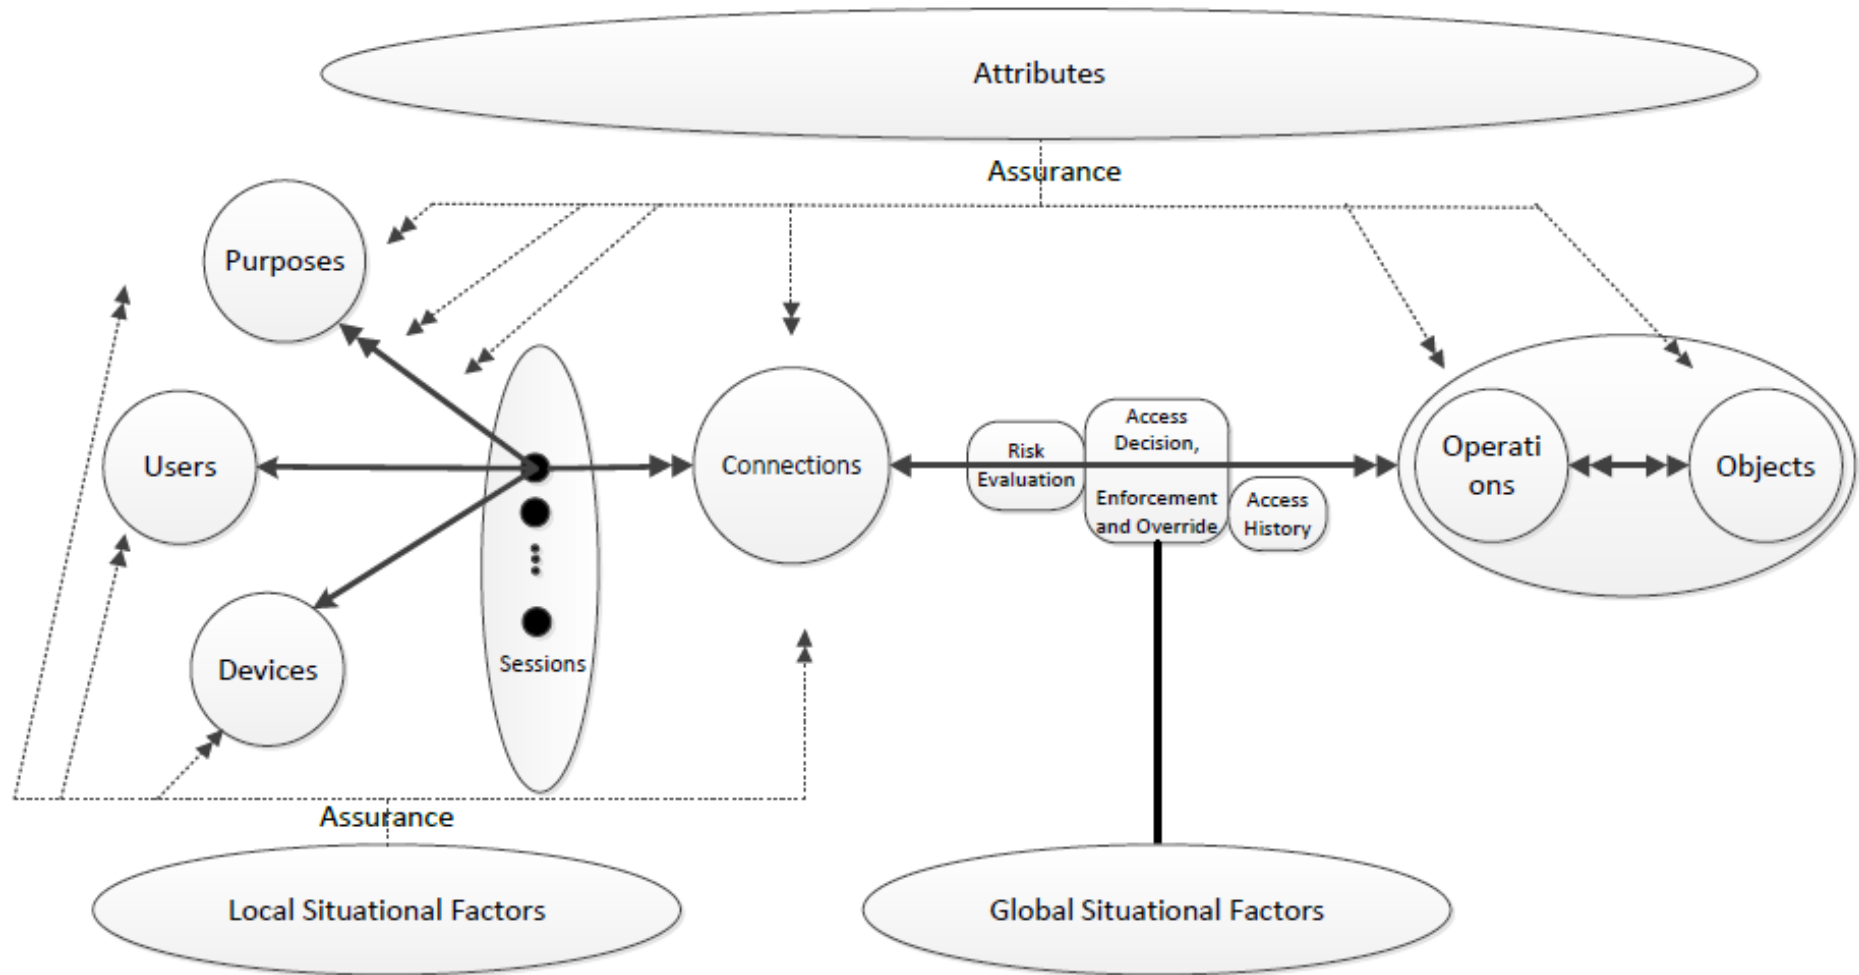 Attributes
Assurance
Purposes
Users
Devices
Sessions
Connections
Risk
Evaluation
Access
Decision,
Enforcement
and Override
Access
History
Operati
ons
Objects
Assurance
Local Situational Factors
Global Situational Factors